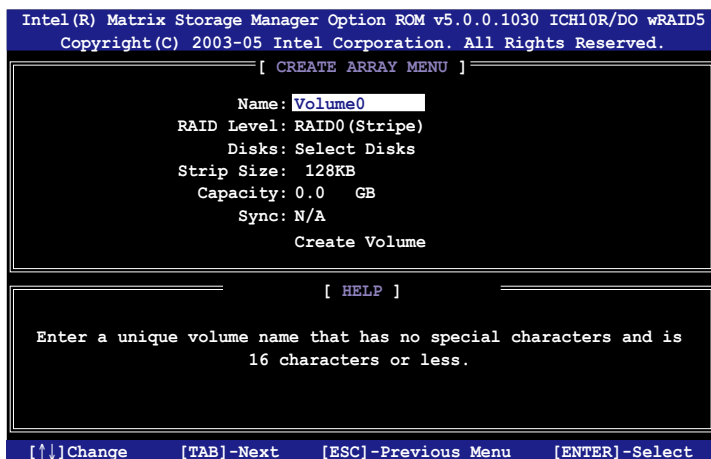 Intel(R) Matrix Storage Manager Option ROM v5.0.0.1030 ICH10R/DO wRAID5
Copyright(C) 2003-05 Intel Corporation. All Rights Reserved.
[ CREATE ARRAY MENU ]
Name: Volume0
RAID Level: RAID0(Stripe)
Disks: Select Disks
Strip Size: 128KB
Capacity: 0.0 GB
Sync: N/A
Create Volume
[ HELP ]
Enter a unique volume name that has no special characters and is
16 characters or less.
[↑↓]Change [TAB]-Next [ESC]-Previous Menu [ENTER]-Select